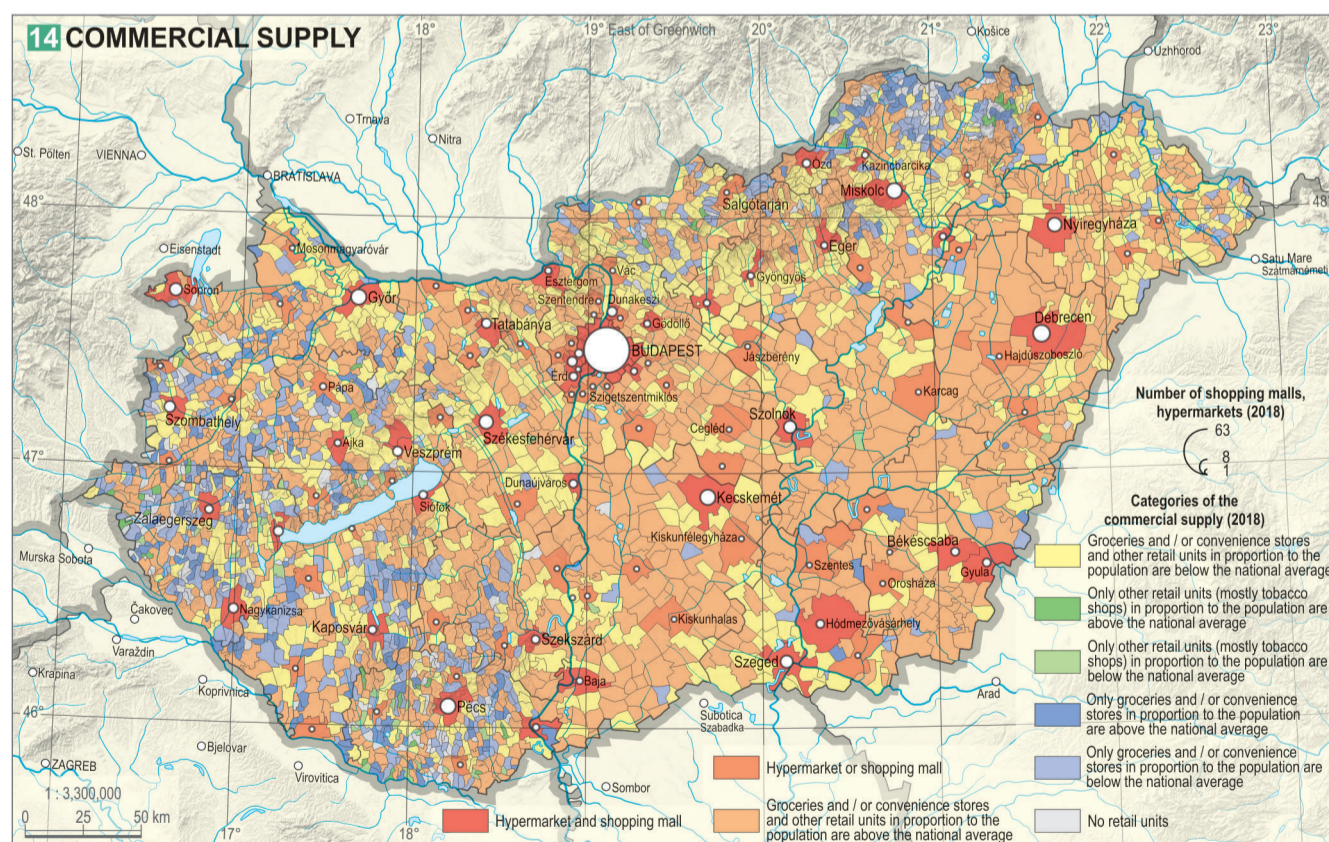 14 COMMERCIAL SUPPLY
18°
19°
East of Greenwich
20°
21°
22°
23°
Košice
Uzhhorod
Trnava
Nitra
St. Pölten
VIENNA
BRATISLAVA
Ózd
Kazincbarcika
Miskolc
Salgótarján
48°
48°
Nyíregyháza
Eisenstadt
Mosonmagyaróvár
Eger
Satu Mare
Szatmárnémeti
Sopron
Esztergom
Vác
Gyöngyös
Győr
Szentendre
Dunakeszi
Tatabánya
Gödöllő
Debrecen
BUDAPEST
Jászberény
Hajdúszoboszló
Érd
Pápa
Szigetszentmiklós
Karcag
Szombathely
Székesfehérvár
Cegléd
Szolnok
Ajka
Veszprém
47°
47°
Dunaújváros
Siófok
Kecskemét
Zalaegerszeg
Kiskunfélegyháza
Békéscsaba
Murska Sobota
Szentes
Gyula
Orosháza
Čakovec
Nagykanizsa
Kaposvár
Kiskunhalas
Hódmezővásárhely
Varaždin
Szekszárd
Szeged
Krapina
Baja
Koprivnica
Pécs
Arad
46°
46°
Subotica
Szabadka
Bjelovar
ZAGREB
Virovitica
Sombor
17°
18°
1 : 3,300,000
0 25 50 km
Number of shopping malls,
hypermarkets (2018)
63
8
1
Categories of the
commercial supply (2018)
Groceries and / or convenience stores
and other retail units in proportion to the
population are below the national average
Only other retail units (mostly tobacco
shops) in proportion to the population are
above the national average
Only other retail units (mostly tobacco
shops) in proportion to the population are
below the national average
Only groceries and / or convenience
stores in proportion to the population
are above the national average
Only groceries and / or convenience
stores in proportion to the population are
below the national average
No retail units
Hypermarket or shopping mall
Hypermarket and shopping mall
Groceries and / or convenience stores
and other retail units in proportion to the
population are above the national average